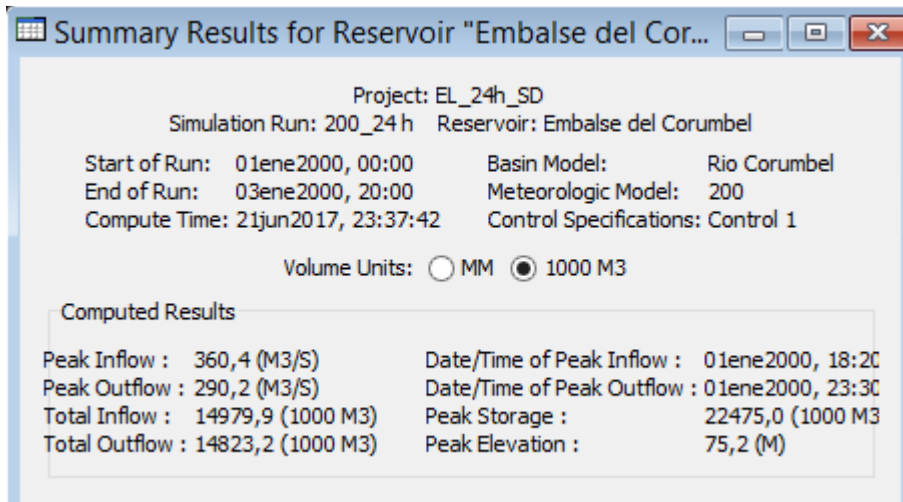 Summary Results for Reservoir "Embalse del Cor...
Project: EL_24h_SD
Simulation Run: 200_24 h Reservoir: Embalse del Corumbel
Start of Run: 01ene2000, 00:00 Basin Model: Rio Corumbel
End of Run: 03ene2000, 20:00 Meteorologic Model: 200
Compute Time: 21jun2017, 23:37:42 Control Specifications: Control 1
Volume Units: MM 1000 M3
Computed Results
Peak Inflow : 360,4 (M3/S) Date/Time of Peak Inflow : 01ene2000, 18:20
Peak Outflow : 290,2 (M3/S) Date/Time of Peak Outflow : 01ene2000, 23:30
Total Inflow : 14979,9 (1000 M3) Peak Storage : 22475,0 (1000 M3
Total Outflow : 14823,2 (1000 M3) Peak Elevation : 75,2 (M)